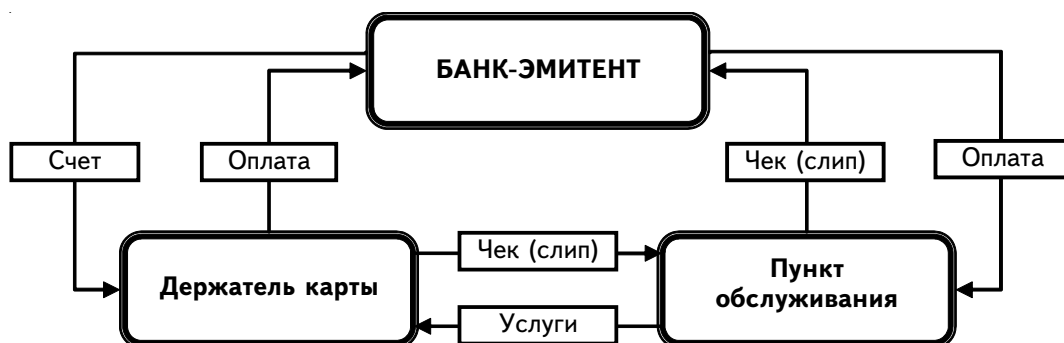 БАНК-ЭМИТЕНТ
Счет
Оплата
Чек (слип)
Оплата
Держатель карты
Чек (слип)
Услуги
Пункт
обслуживания